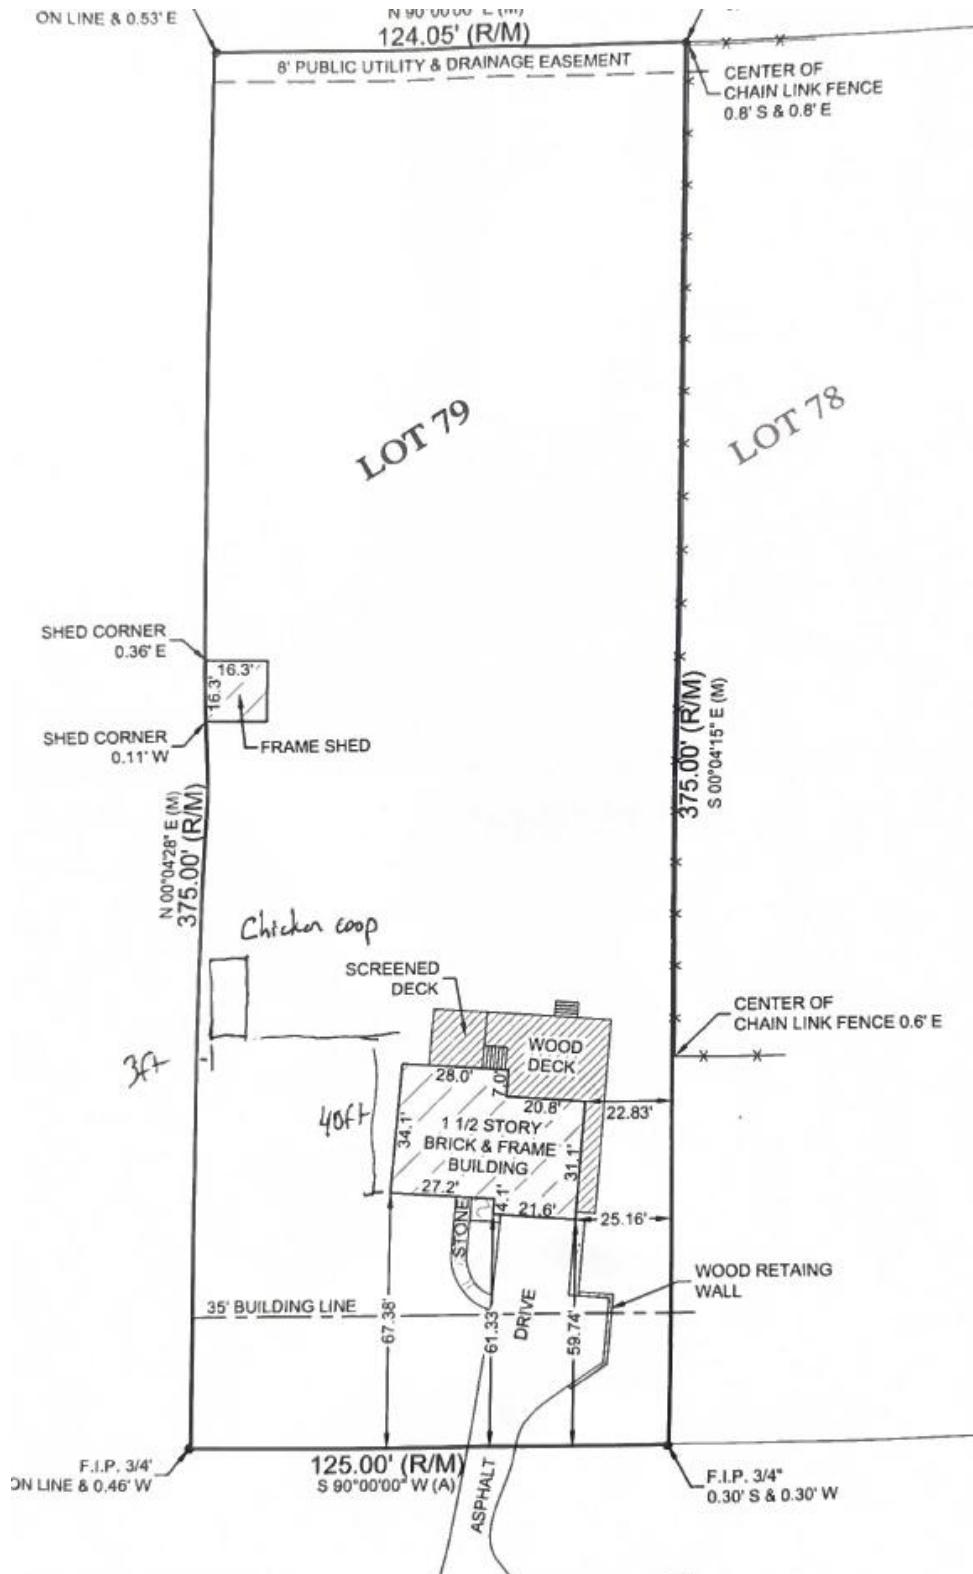 ON LINE & 0.53' E
N 90°00'00" E (M)
124.05' (R/M)
8' PUBLIC UTILITY & DRAINAGE EASEMENT
CENTER OF
CHAIN LINK FENCE
0.8' S & 0.8' E
LOT 79
LOT 78
SHED CORNER
0.36' E
16.3'
16.3'
SHED CORNER
0.11' W
FRAME SHED
N 00°04'28" E (M)
375.00' (R/M)
375.00' (R/M)
S 00°04'15" E (M)
Chicken coop
SCREENED
DECK
WOOD
DECK
CENTER OF
CHAIN LINK FENCE 0.6' E
3ft
40ft
28.0'
7.0'
20.8'
22.83'
34.1'
1 1/2 STORY
BRICK & FRAME
BUILDING
31.1'
27.2'
4.1'
21.6'
25.16'
STONE
WOOD RETAING
WALL
35' BUILDING LINE
67.38'
61.33'
DRIVE
59.74'
F.I.P. 3/4'
ON LINE & 0.46' W
125.00' (R/M)
S 90°00'00" W (A)
ASPHALT
F.I.P. 3/4"
0.30' S & 0.30' W